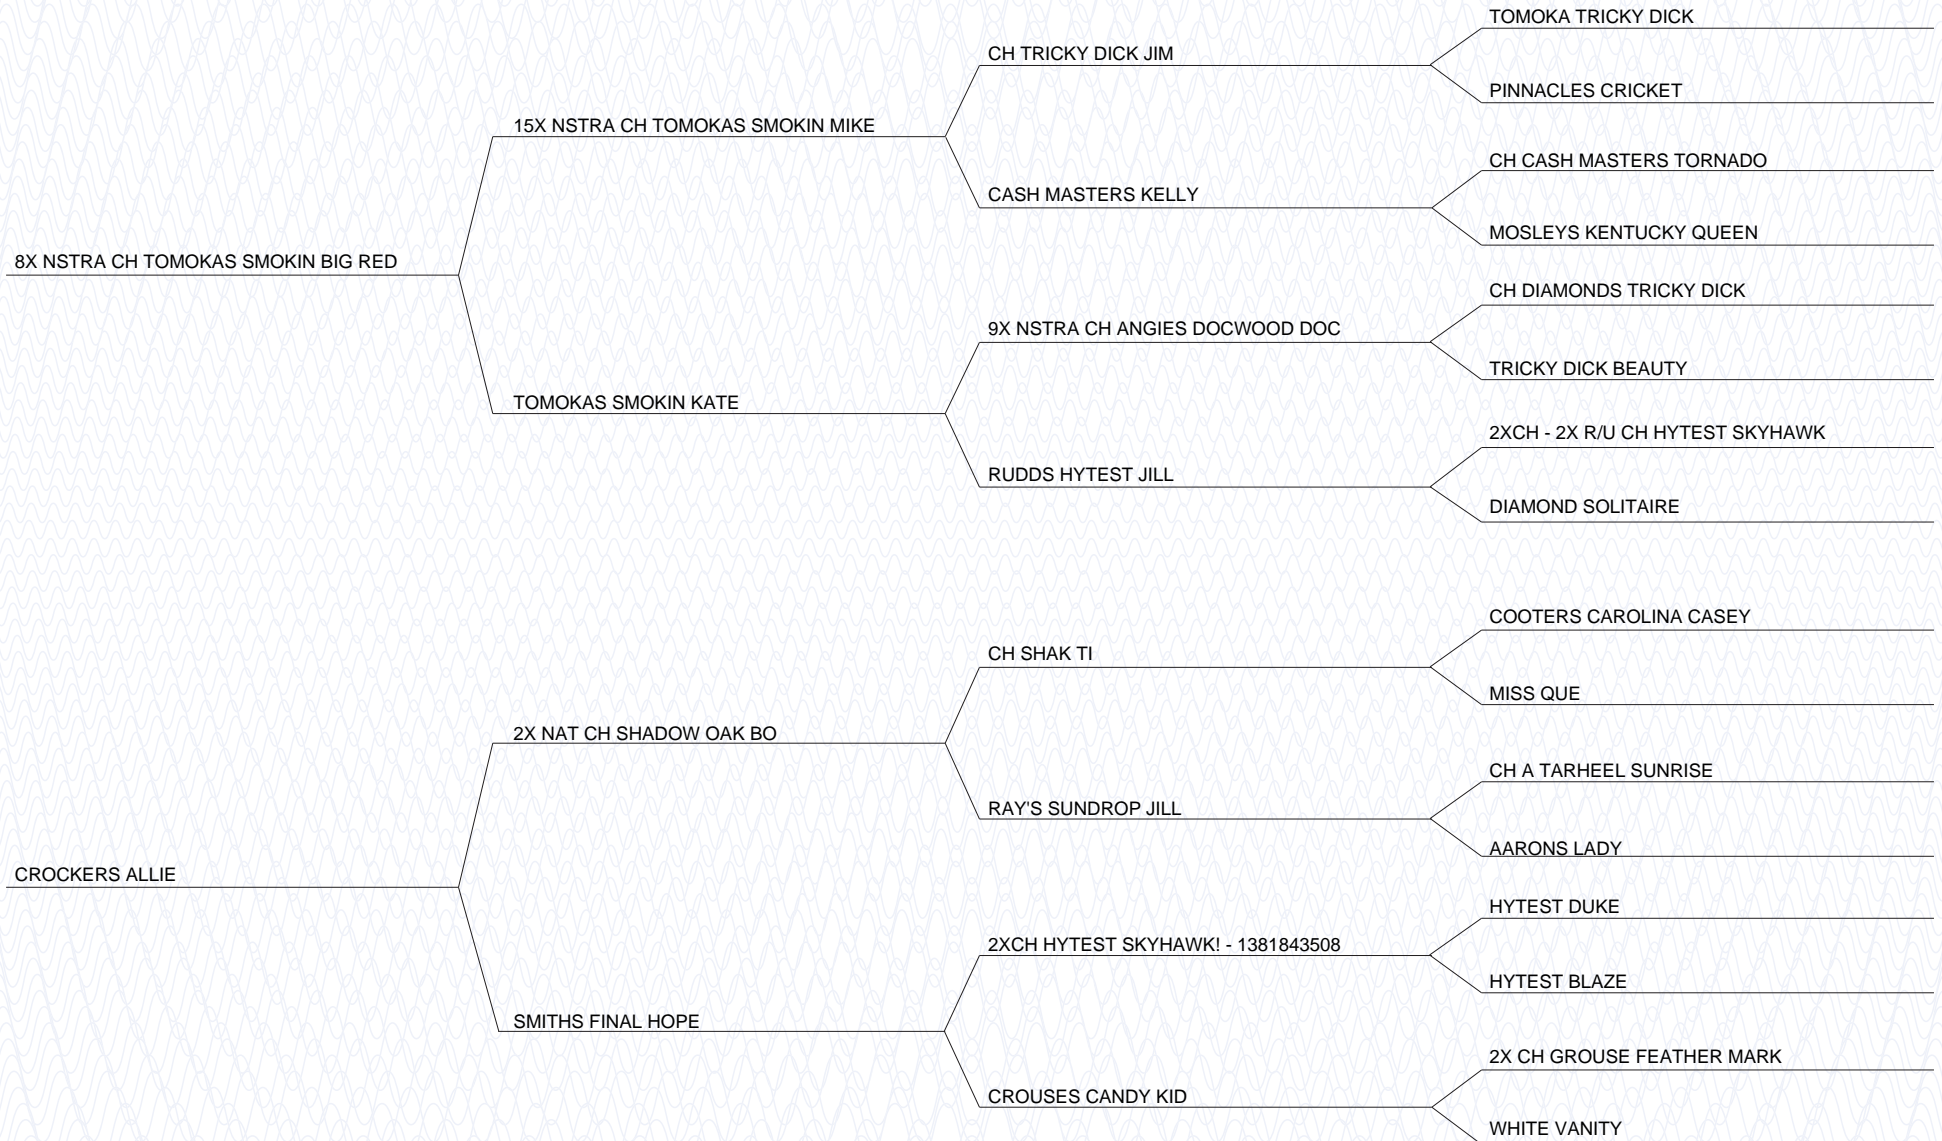 TOMOKA TRICKY DICK
CH TRICKY DICK JIM
PINNACLES CRICKET
15X NSTRA CH TOMOKAS SMOKIN MIKE
CH CASH MASTERS TORNADO
CASH MASTERS KELLY
MOSLEYS KENTUCKY QUEEN
8X NSTRA CH TOMOKAS SMOKIN BIG RED
CH DIAMONDS TRICKY DICK
9X NSTRA CH ANGIES DOCWOOD DOC
TRICKY DICK BEAUTY
TOMOKAS SMOKIN KATE
2XCH - 2X R/U CH HYTEST SKYHAWK
RUDDS HYTEST JILL
DIAMOND SOLITAIRE
COOTERS CAROLINA CASEY
CH SHAK TI
MISS QUE
2X NAT CH SHADOW OAK BO
CH A TARHEEL SUNRISE
RAY'S SUNDROP JILL
AARONS LADY
CROCKERS ALLIE
HYTEST DUKE
2XCH HYTEST SKYHAWK! - 1381843508
HYTEST BLAZE
SMITHS FINAL HOPE
2X CH GROUSE FEATHER MARK
CROUSES CANDY KID
WHITE VANITY